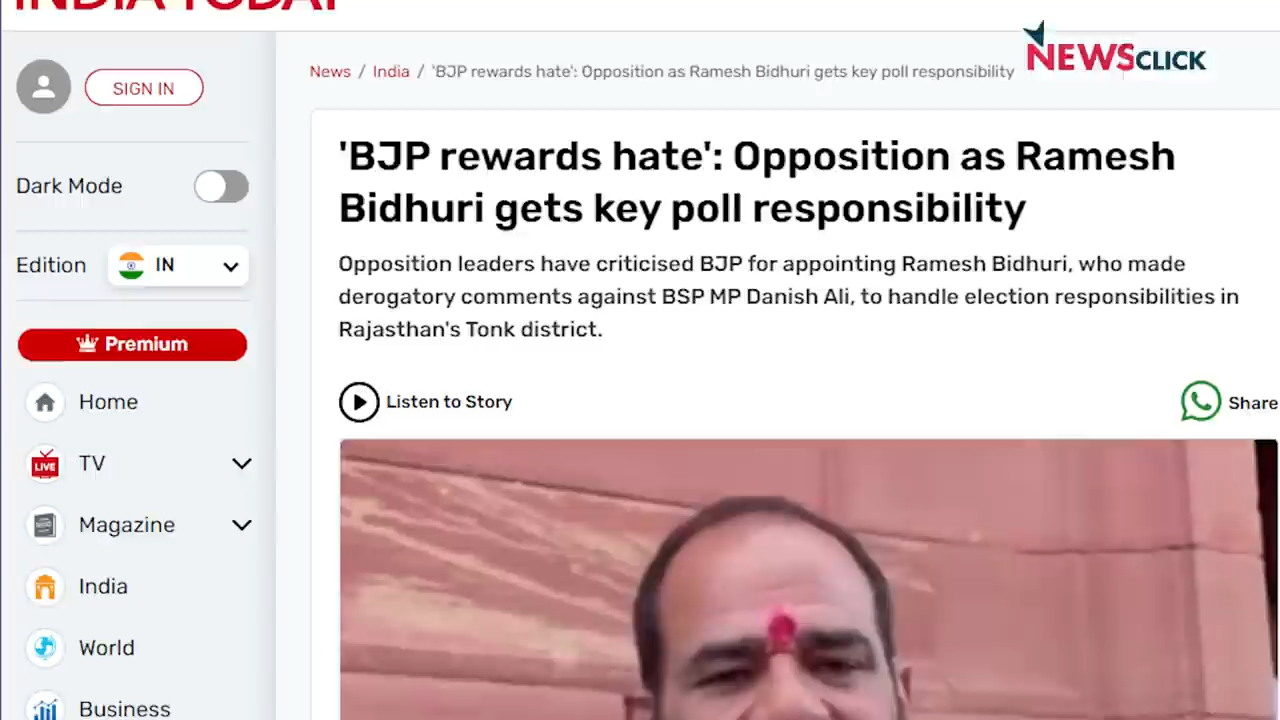 INDIA TODAY
NEWSCLICK
SIGN IN
News / India / 'BJP rewards hate': Opposition as Ramesh Bidhuri gets key poll responsibility
'BJP rewards hate': Opposition as Ramesh
Bidhuri gets key poll responsibility
Opposition leaders have criticised BJP for appointing Ramesh Bidhuri, who made
derogatory comments against BSP MP Danish Ali, to handle election responsibilities in
Rajasthan's Tonk district.
Listen to Story
Share
Dark Mode
Edition
IN
Premium
Home
LIVE
TV
Magazine
India
World
Business